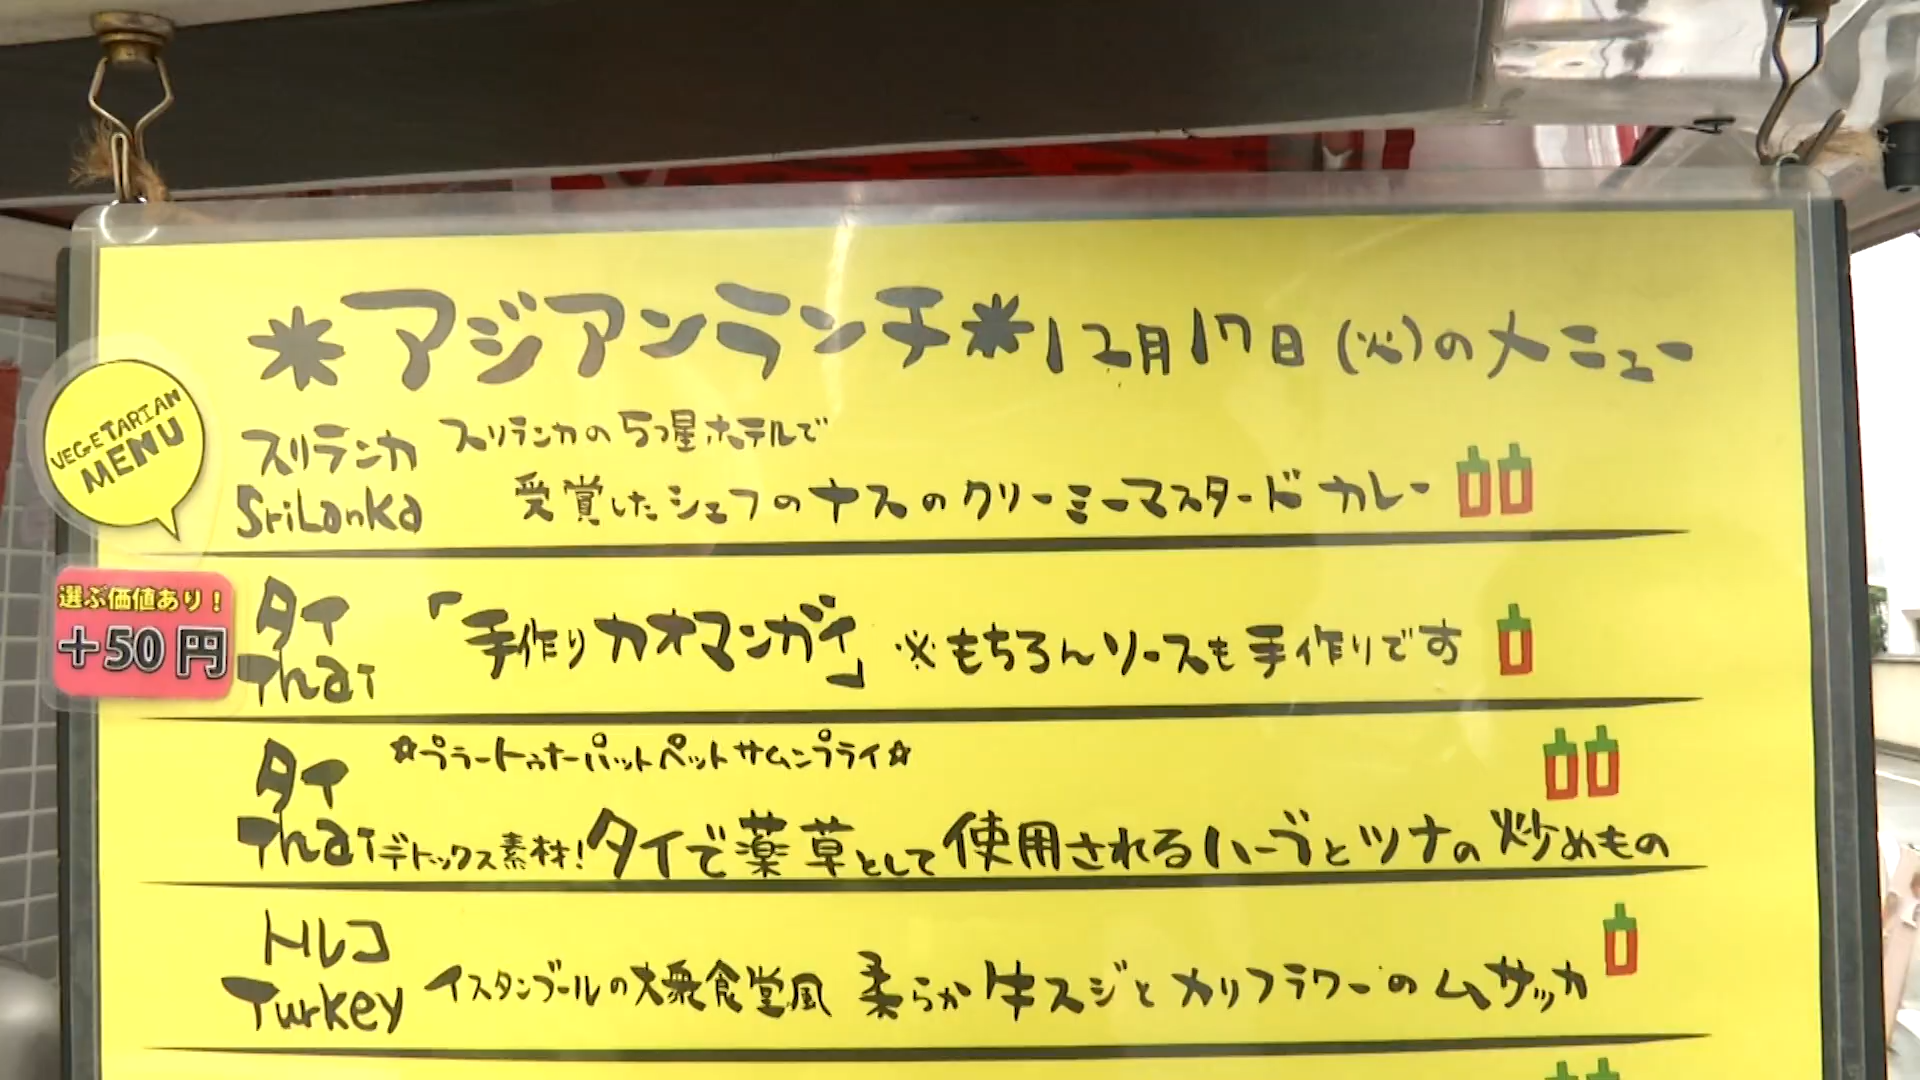 *アジアンランチ* 12月17日(火)のメニュー
VEGETARIAN
MENU
スリランカ
SriLanka
スリランカの5つ星ホテルで
受賞したシェフのナスのクリーミーマスタードカレー
選ぶ価値あり!
+50円
タイ
Thai
「手作りカオマンガイ」 ※もちろんソースも手作りです
タイ
Thai
☆プラートゥナーパットペットサムンプライ☆
デトックス素材!タイで薬草として使用されるハーブとツナの炒めもの
トルコ
Turkey
イスタンブールの大衆食堂風 柔らか牛スジとカリフラワーのムサッカ